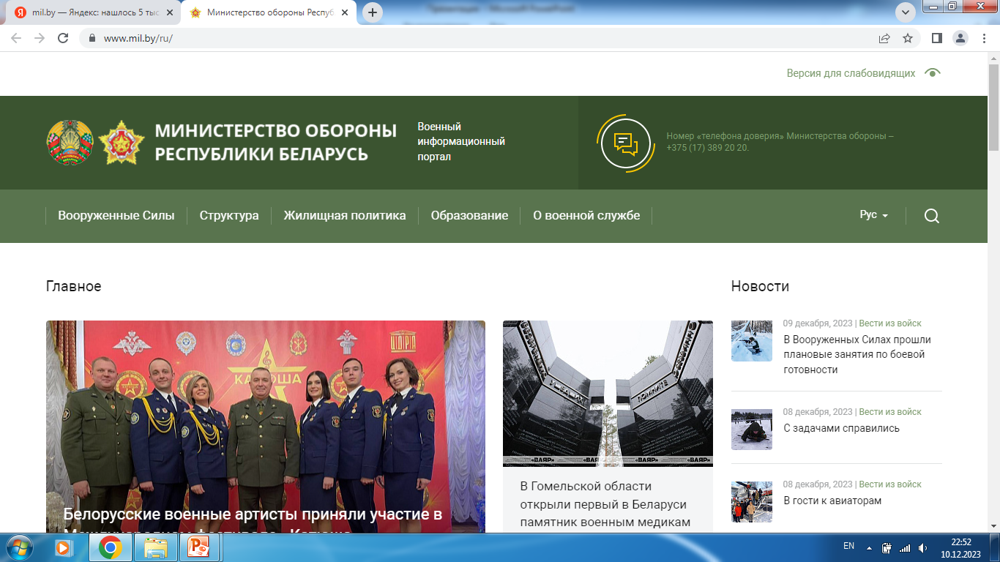 mil.by — Яндекс: нашлось 5 тыс
Министерство обороны Респуб
Презентация - Microsoft PowerPoint
www.mil.by/ru/
Версия для слабовидящих
МИНИСТЕРСТВО ОБОРОНЫ
РЕСПУБЛИКИ БЕЛАРУСЬ
Военный
информационный
портал
Номер «телефона доверия» Министерства обороны –
+375 (17) 389 20 20.
Вооруженные Силы
Структура
Жилищная политика
Образование
О военной службе
Рус
Главное
КАТЮША
Белорусские военные артисты приняли участие в
«ВАЯР»
«ВАЯР»
«ВАЯР»
В Гомельской области
открыли первый в Беларуси
памятник военным медикам
Новости
09 декабря, 2023 | Вести из войск
В Вооруженных Силах прошли
плановые занятия по боевой
готовности
08 декабря, 2023 | Вести из войск
С задачами справились
08 декабря, 2023 | Вести из войск
В гости к авиаторам
EN
22:52
10.12.2023